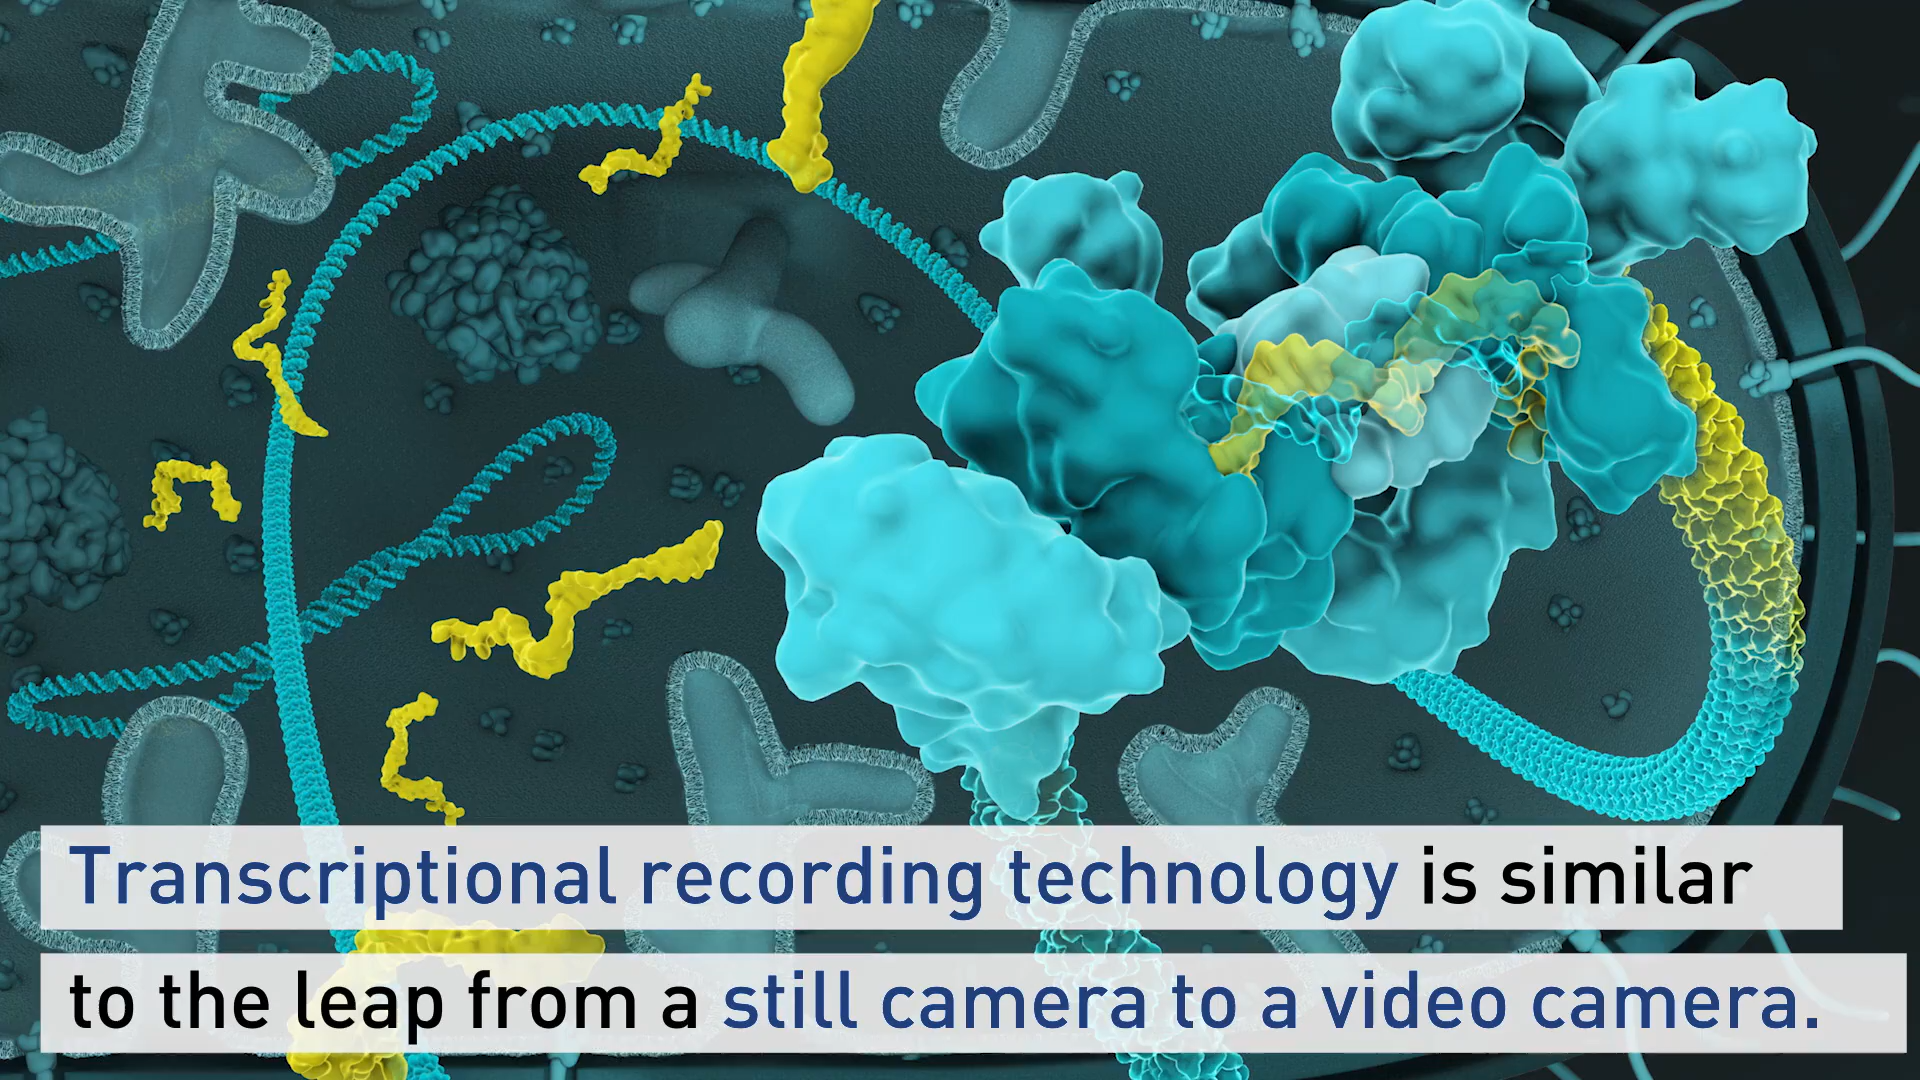 Transcriptional recording technology is similar
to the leap from a still camera to a video camera.